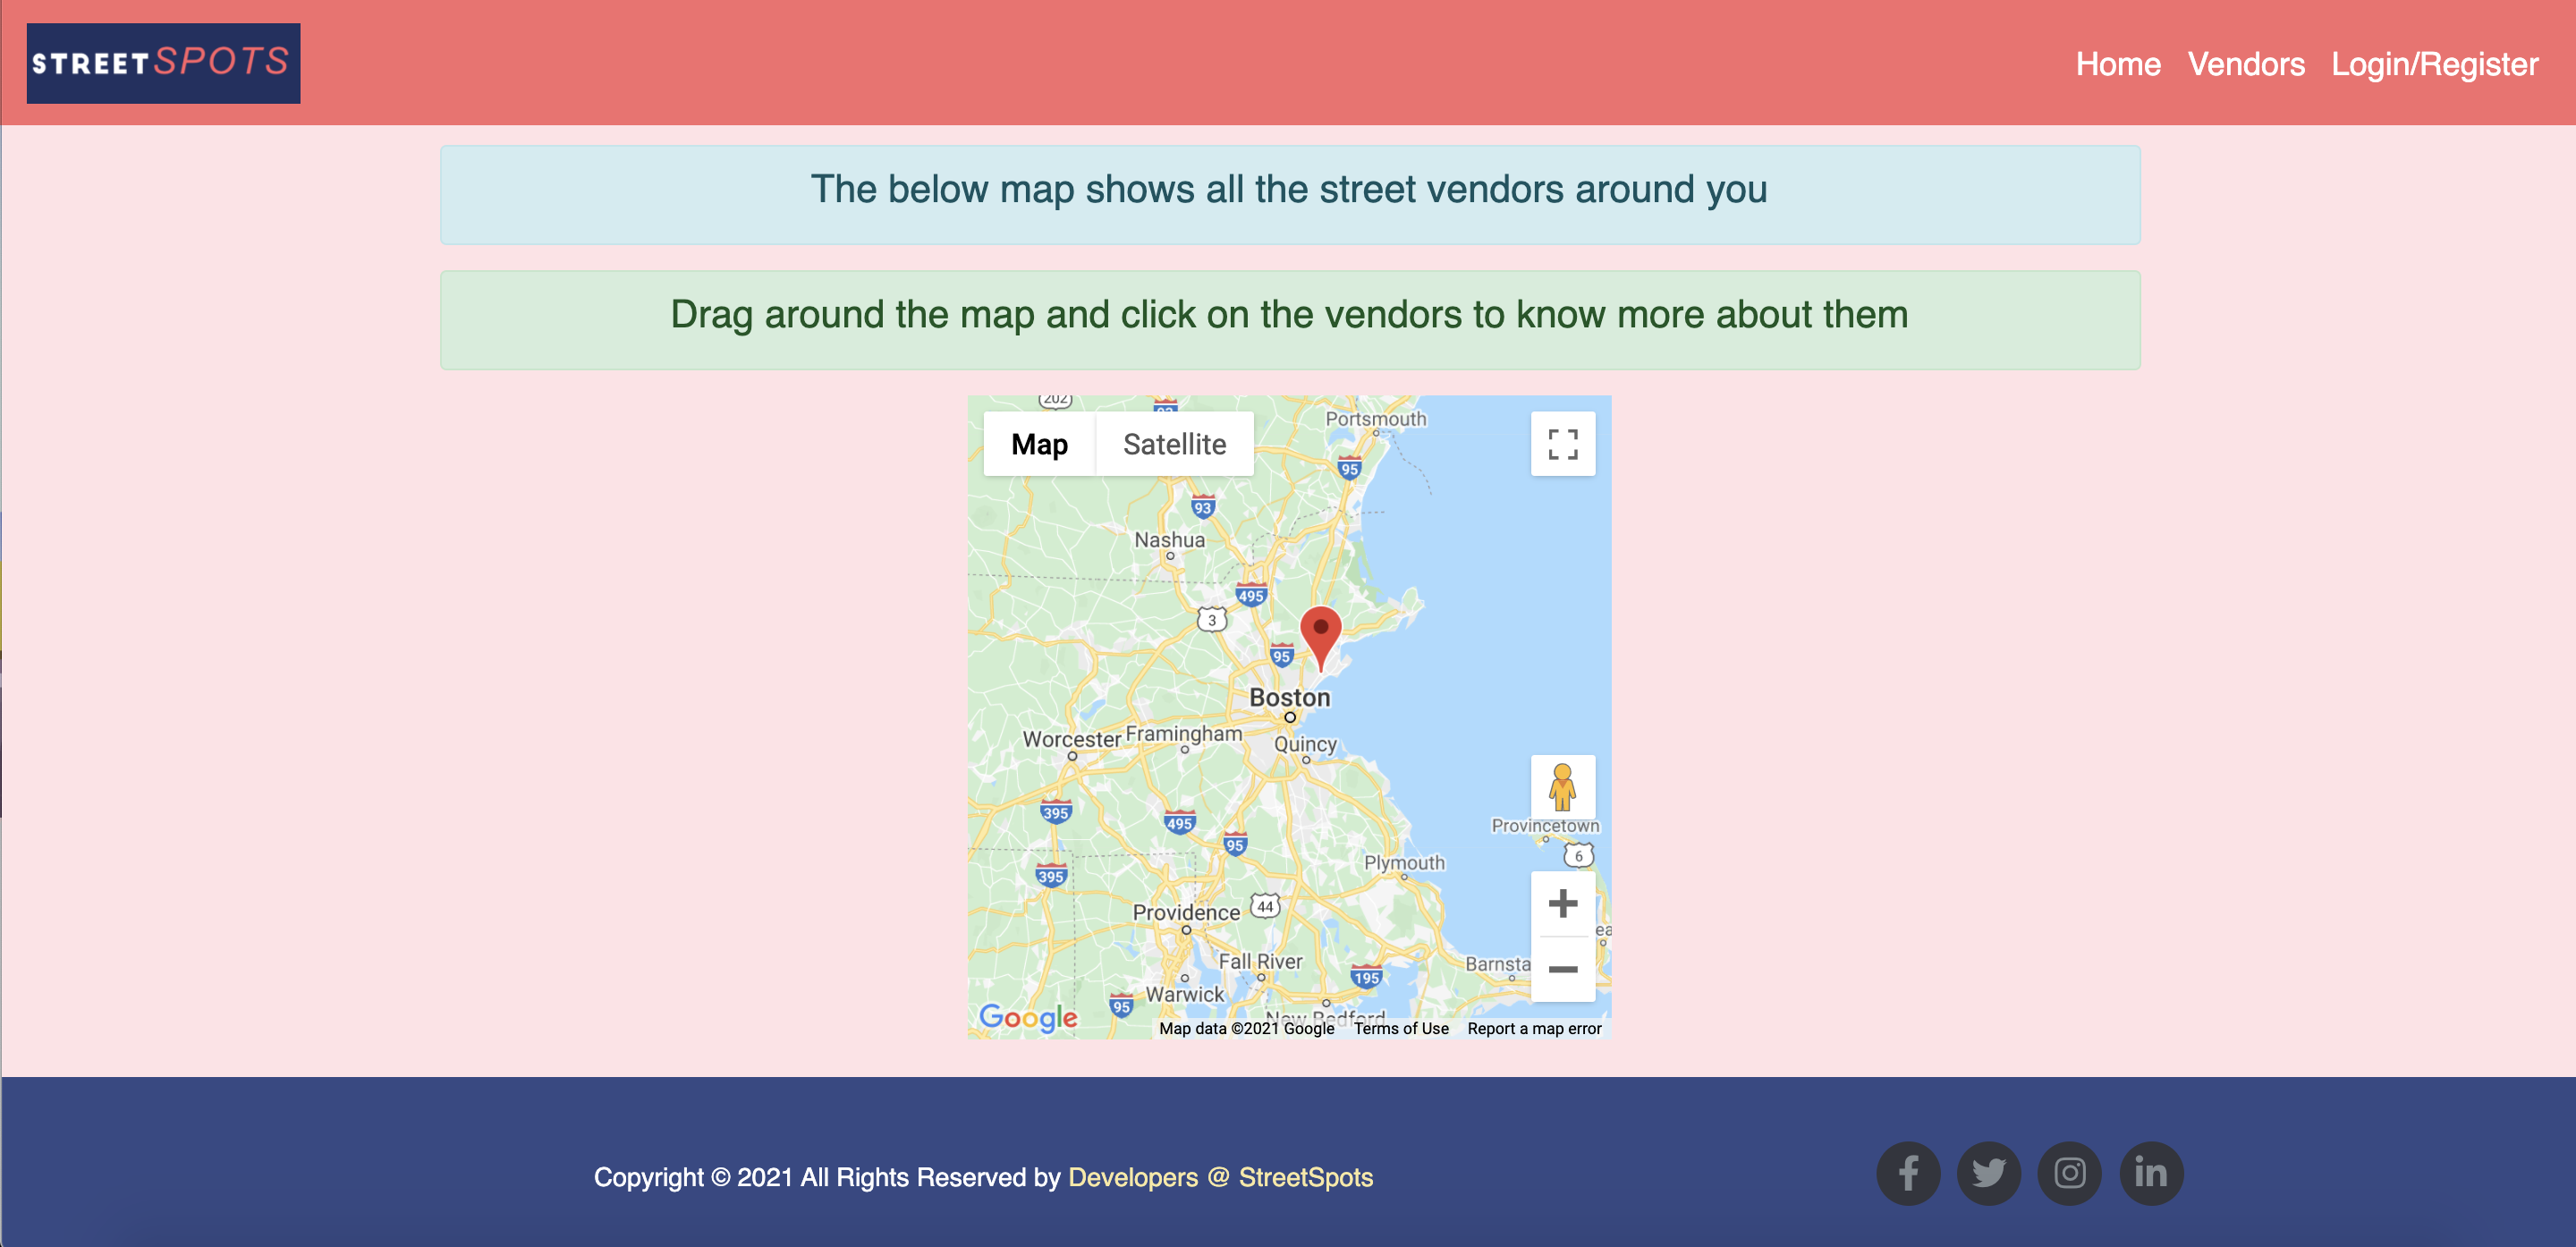 STREET SPOTS
Home Vendors Login/Register
The below map shows all the street vendors around you
Drag around the map and click on the vendors to know more about them
202
Portsmouth
Map Satellite
95
93
Nashua
495
3
95
Boston
Worcester Framingham
Quincy
395
495
95
Provincetown
6
Plymouth
395
Providence 44
Fall River
Barnsta
195
Warwick
95
New Bedford
Google
Map data ©2021 Google Terms of Use Report a map error
Copyright © 2021 All Rights Reserved by Developers @ StreetSpots